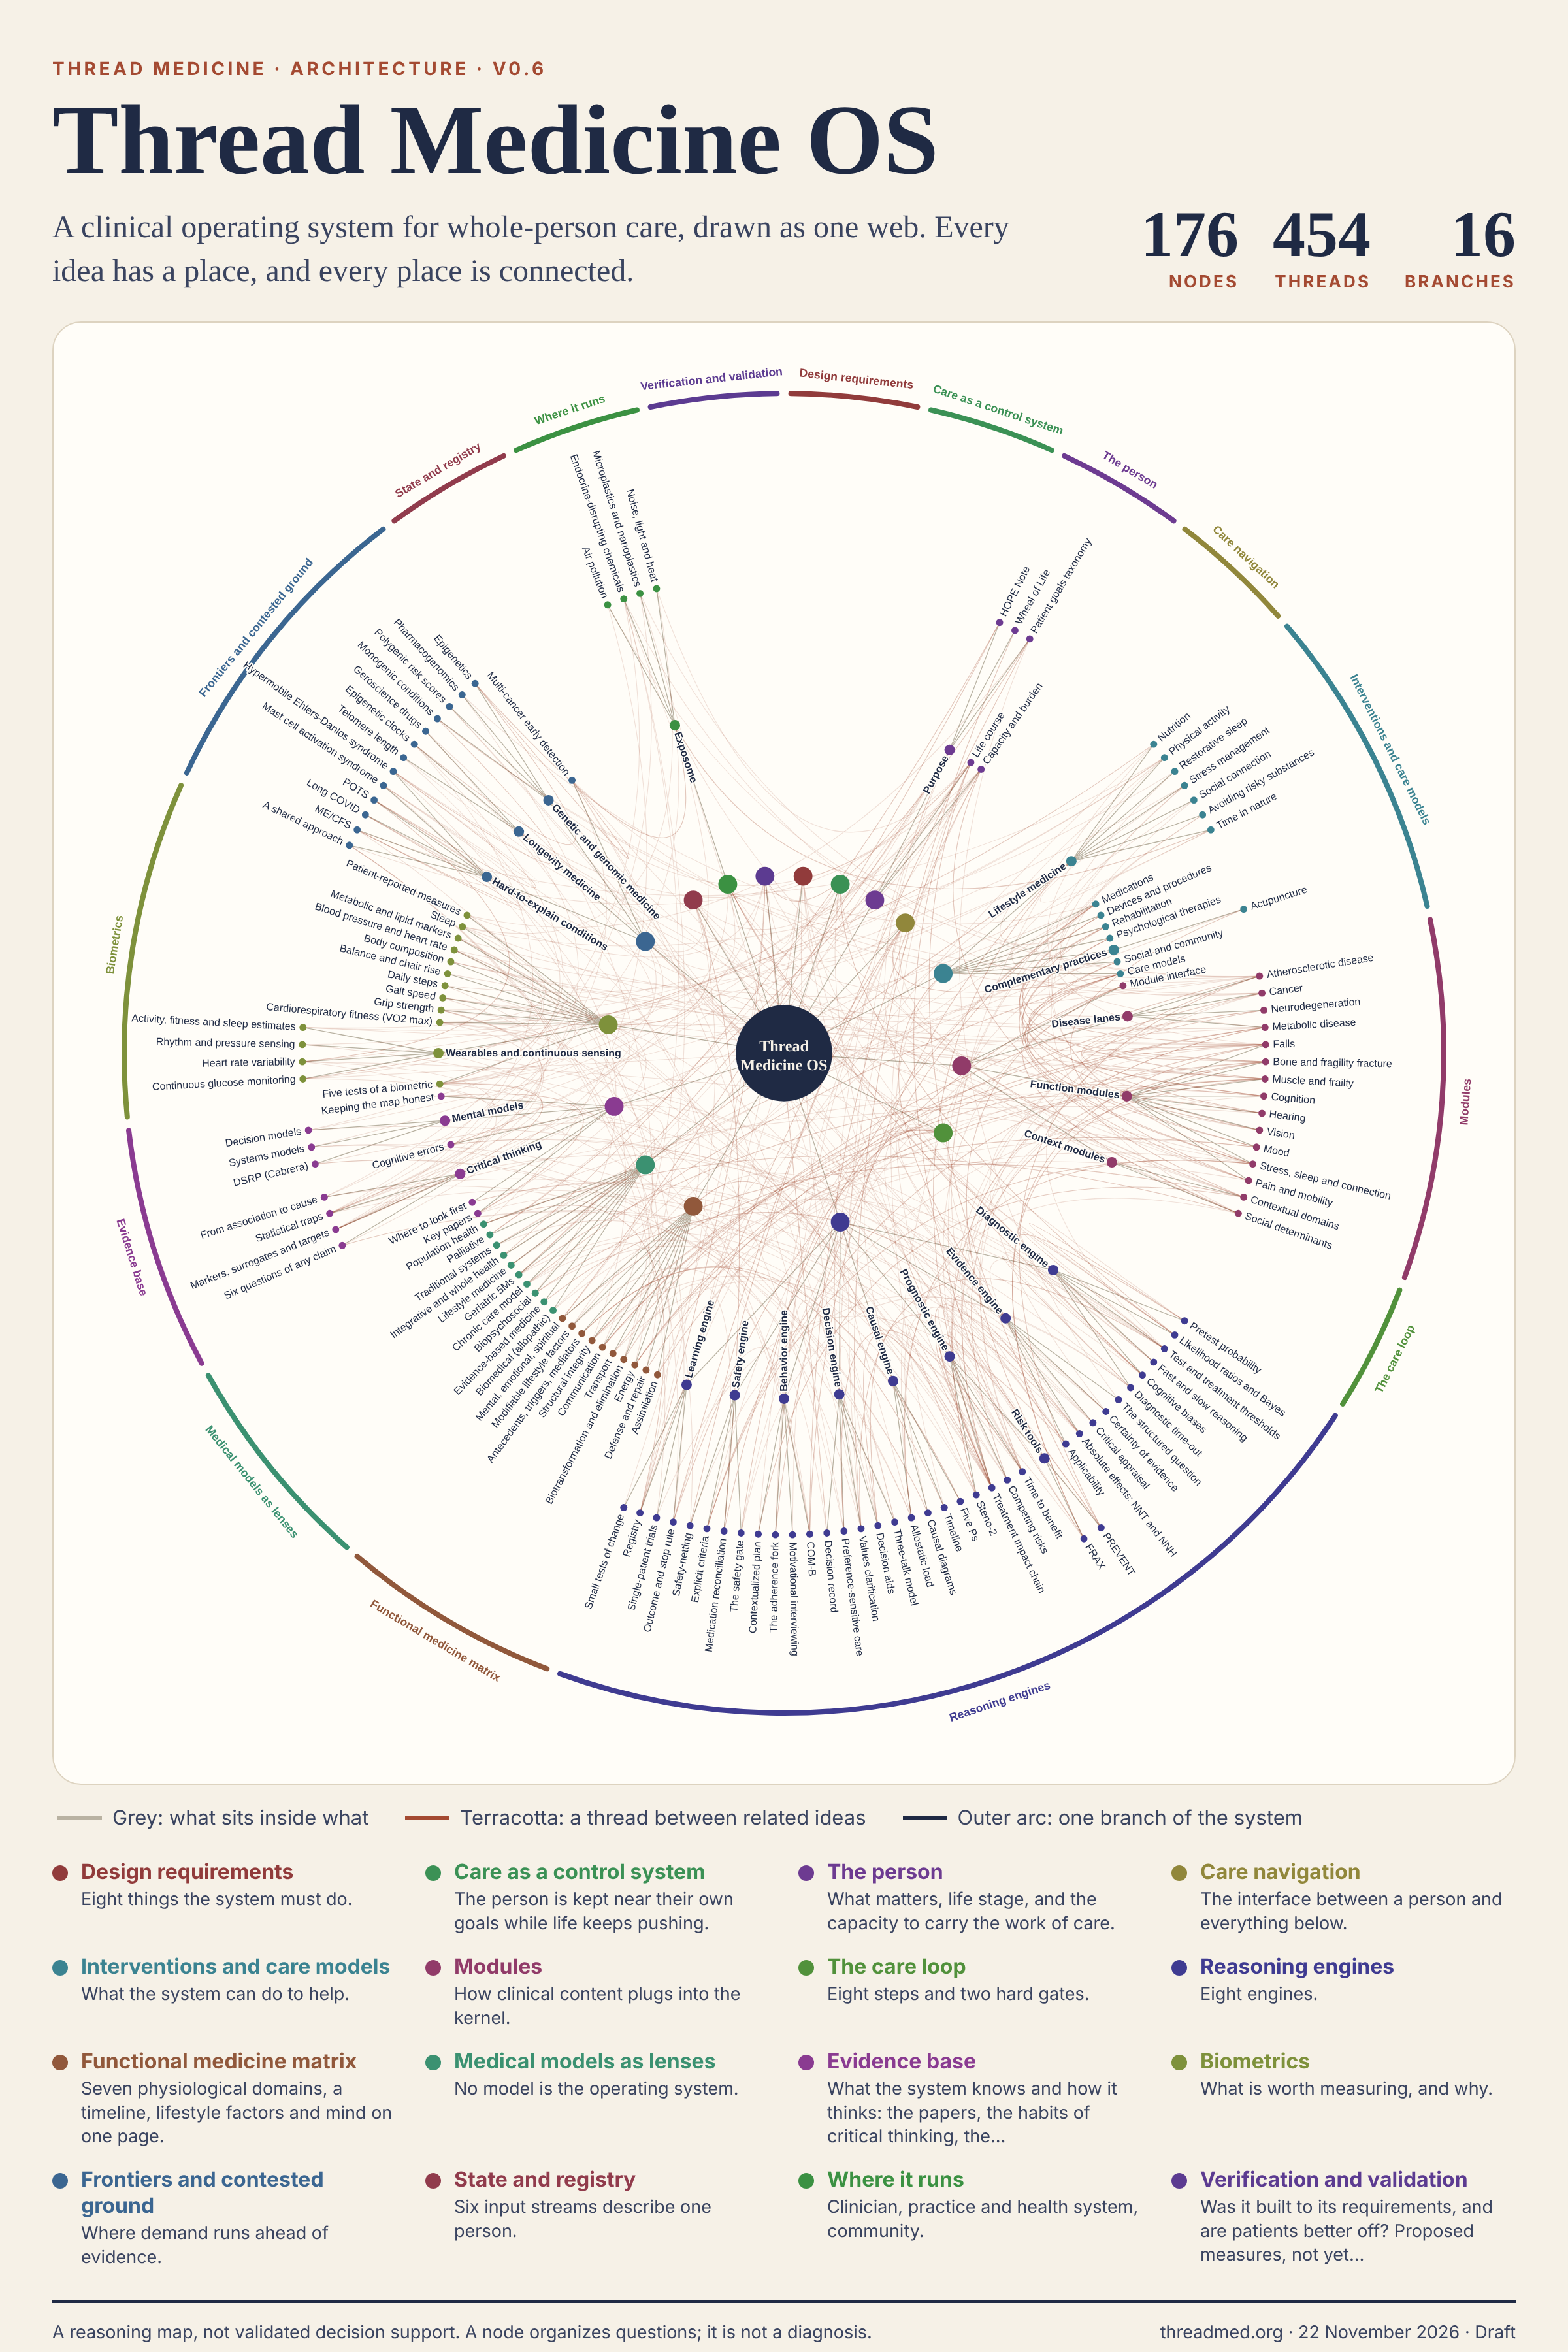 THREAD MEDICINE · ARCHITECTURE · V0.6
Thread Medicine OS
A clinical operating system for whole-person care, drawn as one web. Every
idea has a place, and every place is connected.
176
NODES
454
THREADS
16
BRANCHES
Verification and validation
Design requirements
Care as a control system
The person
Care navigation
Interventions and care models
Modules
The care loop
Reasoning engines
Functional medicine matrix
Medical models as lenses
Evidence base
Biometrics
Frontiers and contested ground
State and registry
Where it runs
Thread
Medicine OS
Air pollution
Endocrine-disrupting chemicals
Microplastics and nanoplastics
Noise, light and heat
Exposome
HOPE Note
Wheel of Life
Patient goals taxonomy
Purpose
Life course
Capacity and burden
Nutrition
Physical activity
Restorative sleep
Stress management
Social connection
Avoiding risky substances
Time in nature
Lifestyle medicine
Medications
Devices and procedures
Rehabilitation
Psychological therapies
Acupuncture
Complementary practices
Social and community
Care models
Module interface
Disease lanes
Atherosclerotic disease
Cancer
Neurodegeneration
Metabolic disease
Falls
Bone and fragility fracture
Muscle and frailty
Cognition
Hearing
Vision
Mood
Stress, sleep and connection
Pain and mobility
Contextual domains
Social determinants
Function modules
Context modules
Diagnostic engine
Evidence engine
Prognostic engine
Causal engine
Decision engine
Behavior engine
Safety engine
Learning engine
Risk tools
Pretest probability
Likelihood ratios and Bayes
Test and treatment thresholds
Fast and slow reasoning
Cognitive biases
Diagnostic time-out
The structured question
Certainty of evidence
Critical appraisal
Absolute effects: NNT and NNH
Applicability
PREVENT
FRAX
Time to benefit
Competing risks
Treatment impact chain
Steno-2
Five Ps
Timeline
Causal diagrams
Allostatic load
Three-talk model
Decision aids
Values clarification
Preference-sensitive care
Decision record
COM-B
Motivational interviewing
The adherence fork
Contextualized plan
The safety gate
Medication reconciliation
Explicit criteria
Safety-netting
Outcome and stop rule
Single-patient trials
Registry
Small tests of change
Assimilation
Defense and repair
Energy
Biotransformation and elimination
Transport
Communication
Structural integrity
Antecedents, triggers, mediators
Modifiable lifestyle factors
Mental, emotional, spiritual
Biomedical (allopathic)
Evidence-based medicine
Biopsychosocial
Chronic care model
Geriatric 5Ms
Lifestyle medicine
Integrative and whole health
Traditional systems
Palliative
Population health
Key papers
Where to look first
Six questions of any claim
Markers, surrogates and targets
Statistical traps
From association to cause
Critical thinking
Cognitive errors
DSRP (Cabrera)
Systems models
Decision models
Mental models
Keeping the map honest
Five tests of a biometric
Continuous glucose monitoring
Heart rate variability
Rhythm and pressure sensing
Activity, fitness and sleep estimates
Wearables and continuous sensing
Cardiorespiratory fitness (VO2 max)
Grip strength
Gait speed
Daily steps
Balance and chair rise
Body composition
Blood pressure and heart rate
Metabolic and lipid markers
Sleep
Patient-reported measures
A shared approach
ME/CFS
Long COVID
POTS
Mast cell activation syndrome
Hypermobile Ehlers-Danlos syndrome
Hard-to-explain conditions
Telomere length
Epigenetic clocks
Geroscience drugs
Longevity medicine
Monogenic conditions
Polygenic risk scores
Pharmacogenomics
Epigenetics
Multi-cancer early detection
Genetic and genomic medicine
Grey: what sits inside what
Terracotta: a thread between related ideas
Outer arc: one branch of the system
Design requirements
Eight things the system must do.
Care as a control system
The person is kept near their own
goals while life keeps pushing.
The person
What matters, life stage, and the
capacity to carry the work of care.
Care navigation
The interface between a person and
everything below.
Interventions and care models
What the system can do to help.
Modules
How clinical content plugs into the
kernel.
The care loop
Eight steps and two hard gates.
Reasoning engines
Eight engines.
Functional medicine matrix
Seven physiological domains, a
timeline, lifestyle factors and mind on
one page.
Medical models as lenses
No model is the operating system.
Evidence base
What the system knows and how it
thinks: the papers, the habits of
critical thinking, the...
Biometrics
What is worth measuring, and why.
Frontiers and contested
ground
Where demand runs ahead of
evidence.
State and registry
Six input streams describe one
person.
Where it runs
Clinician, practice and health system,
community.
Verification and validation
Was it built to its requirements, and
are patients better off? Proposed
measures, not yet...
A reasoning map, not validated decision support. A node organizes questions; it is not a diagnosis.
threadmed.org · 22 November 2026 · Draft